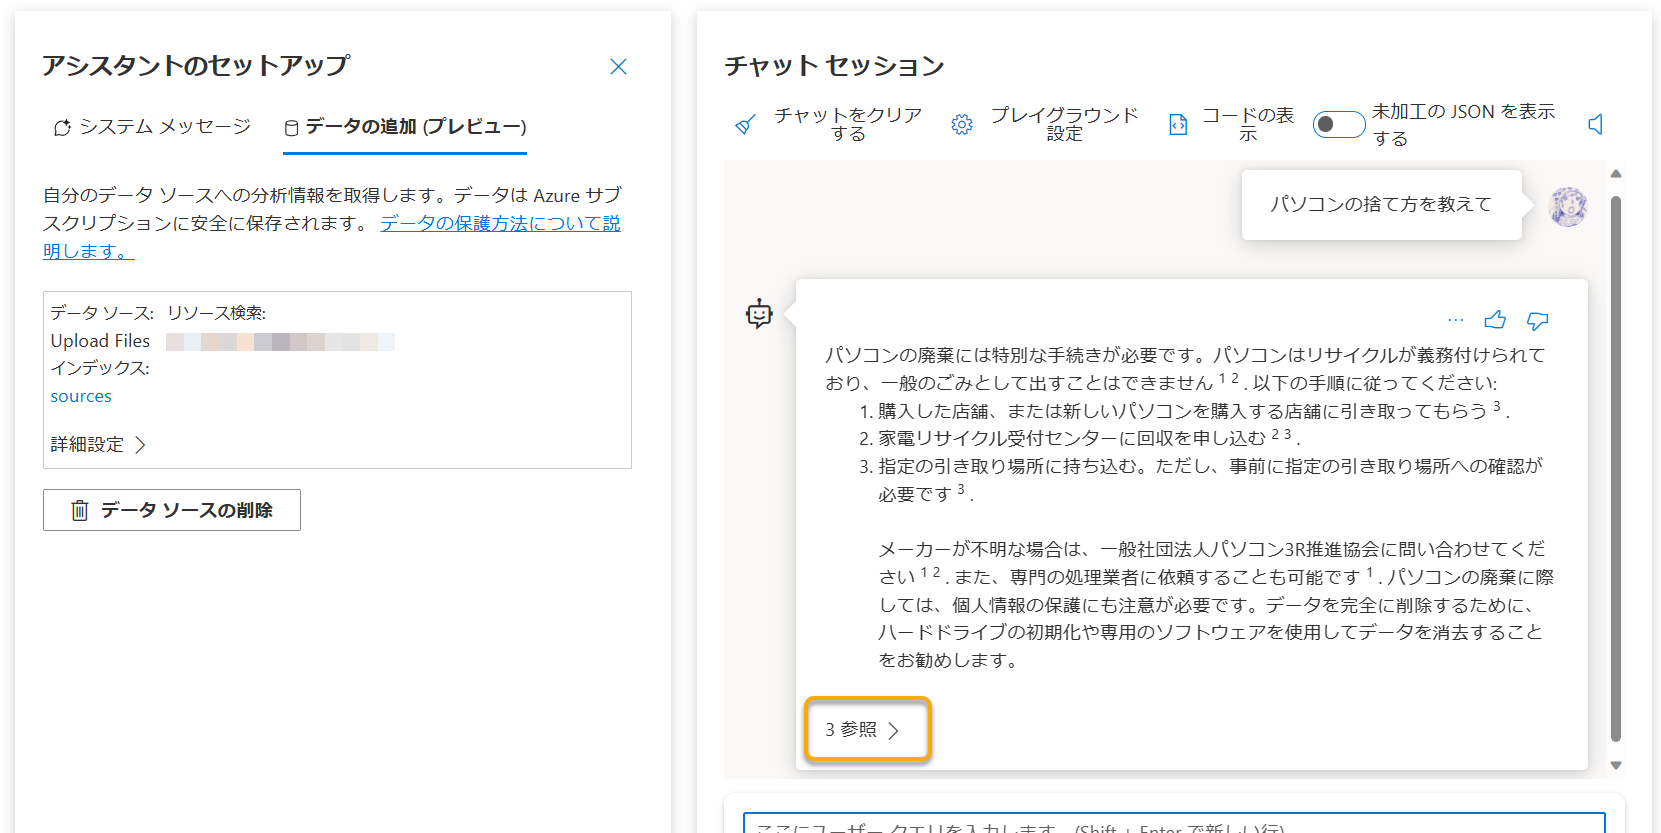 アシスタントのセットアップ
システム メッセージ
データの追加 (プレビュー)
自分のデータ ソースへの分析情報を取得します。データは Azure サブ
スクリプションに安全に保存されます。 データの保護方法について説
明します。
データ ソース:
リソース検索:
Upload Files
インデックス:
sources
詳細設定
データ ソースの削除
チャット セッション
チャットをクリア
する
プレイグラウンド
設定
コードの表
示
未加工の JSON を表示
する
パソコンの捨て方を教えて
パソコンの廃棄には特別な手続きが必要です。パソコンはリサイクルが義務付けられて
おり、一般のごみとして出すことはできません 1 2 . 以下の手順に従ってください:
1. 購入した店舗、または新しいパソコンを購入する店舗に引き取ってもらう 3 .
2. 家電リサイクル受付センターに回収を申し込む 2 3 .
3. 指定の引き取り場所に持ち込む。ただし、事前に指定の引き取り場所への確認が
必要です 3 .
メーカーが不明な場合は、一般社団法人パソコン3R推進協会に問い合わせてくだ
さい 1 2 . また、専門の処理業者に依頼することも可能です 1 . パソコンの廃棄に際
しては、個人情報の保護にも注意が必要です。データを完全に削除するために、
ハードドライブの初期化や専用のソフトウェアを使用してデータを消去すること
をお勧めします。
3 参照
ここにユーザー クエリを入力します。(Shift + Enter で新しい行)